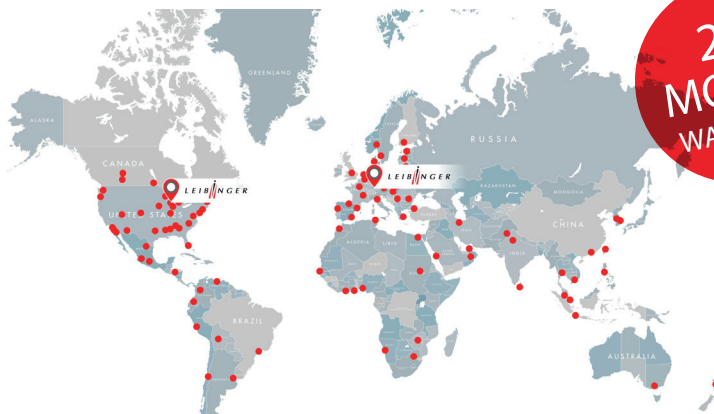 GREENLAND
ALASKA
RUSSIA
CANADA
LEIBINGER
LEIBINGER
KAZAKHSTAN
MONGOLIA
UNITED STATES
CHINA
ALGERIA
LIBYA
INDIA
BRAZIL
AUSTRALIA
2
MO
WA